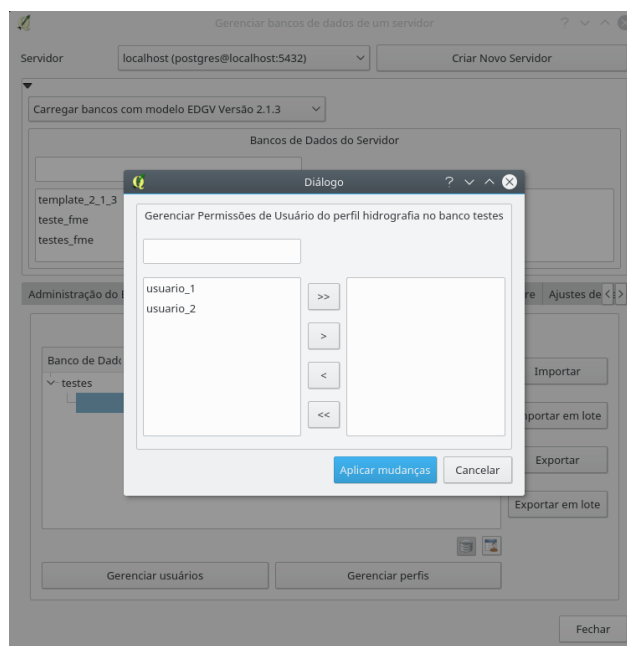 Gerenciar bancos de dados de um servidor
Servidor
localhost (postgres@localhost:5432)
Criar Novo Servidor
Carregar bancos com modelo EDGV Versão 2.1.3
Bancos de Dados do Servidor
template_2_1_3
teste_fme
testes_fme
Diálogo
Gerenciar Permissões de Usuário do perfil hidrografia no banco testes
usuario_1
usuario_2
>>
>
<
<<
Aplicar mudanças
Cancelar
Administração do
re
Ajustes de
Banco de Dado
testes
Importar
mportar em lote
Exportar
Exportar em lote
Gerenciar usuários
Gerenciar perfis
Fechar